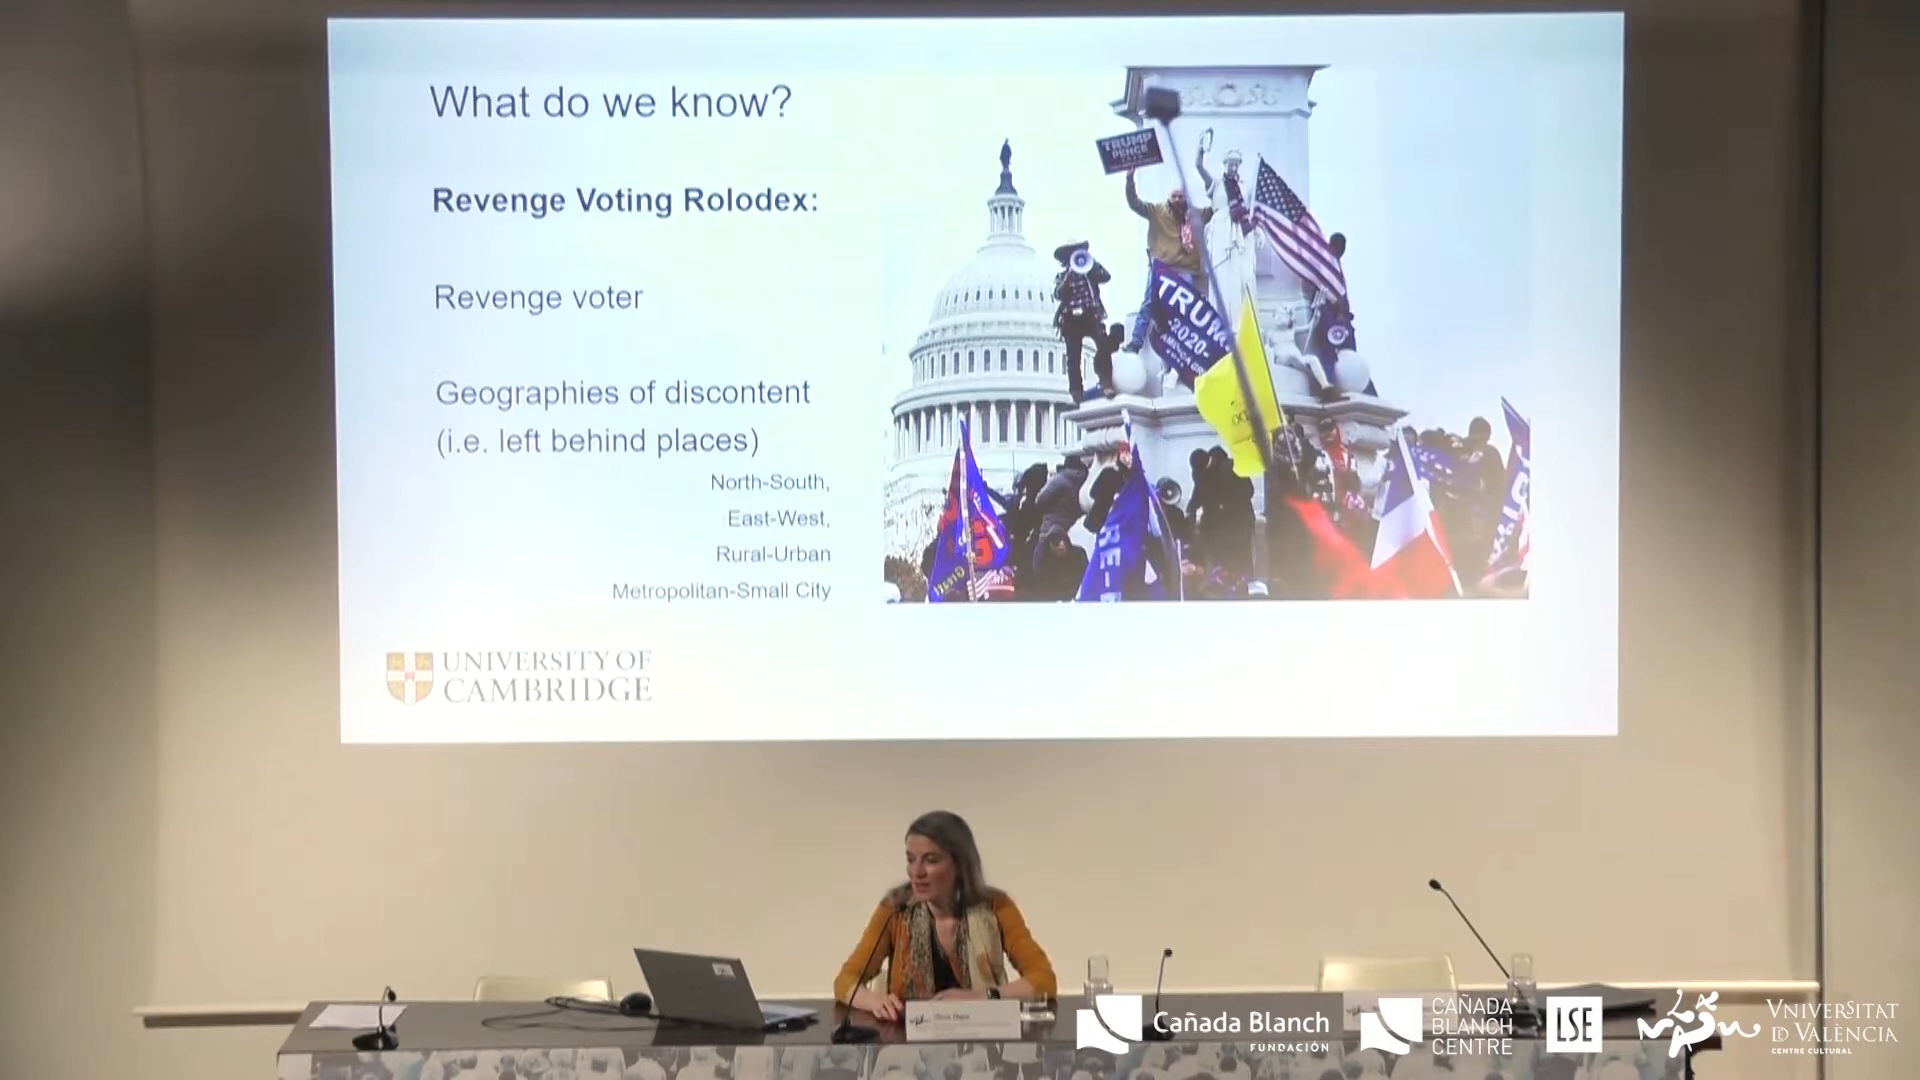 What do we know?
Revenge Voting Rolodex:
Revenge voter
Geographies of discontent
(i.e. left behind places)
North-South,
East-West,
Rural-Urban
Metropolitan-Small City
UNIVERSITY OF
CAMBRIDGE
TRUMP
PENCE
TRUMP
2020
Cañada Blanch
FUNDACIÓN
CAÑADA
BLANCH
CENTRE
LSE
VNIVERSITAT
ID VALÈNCIA
CENTRE CULTURAL